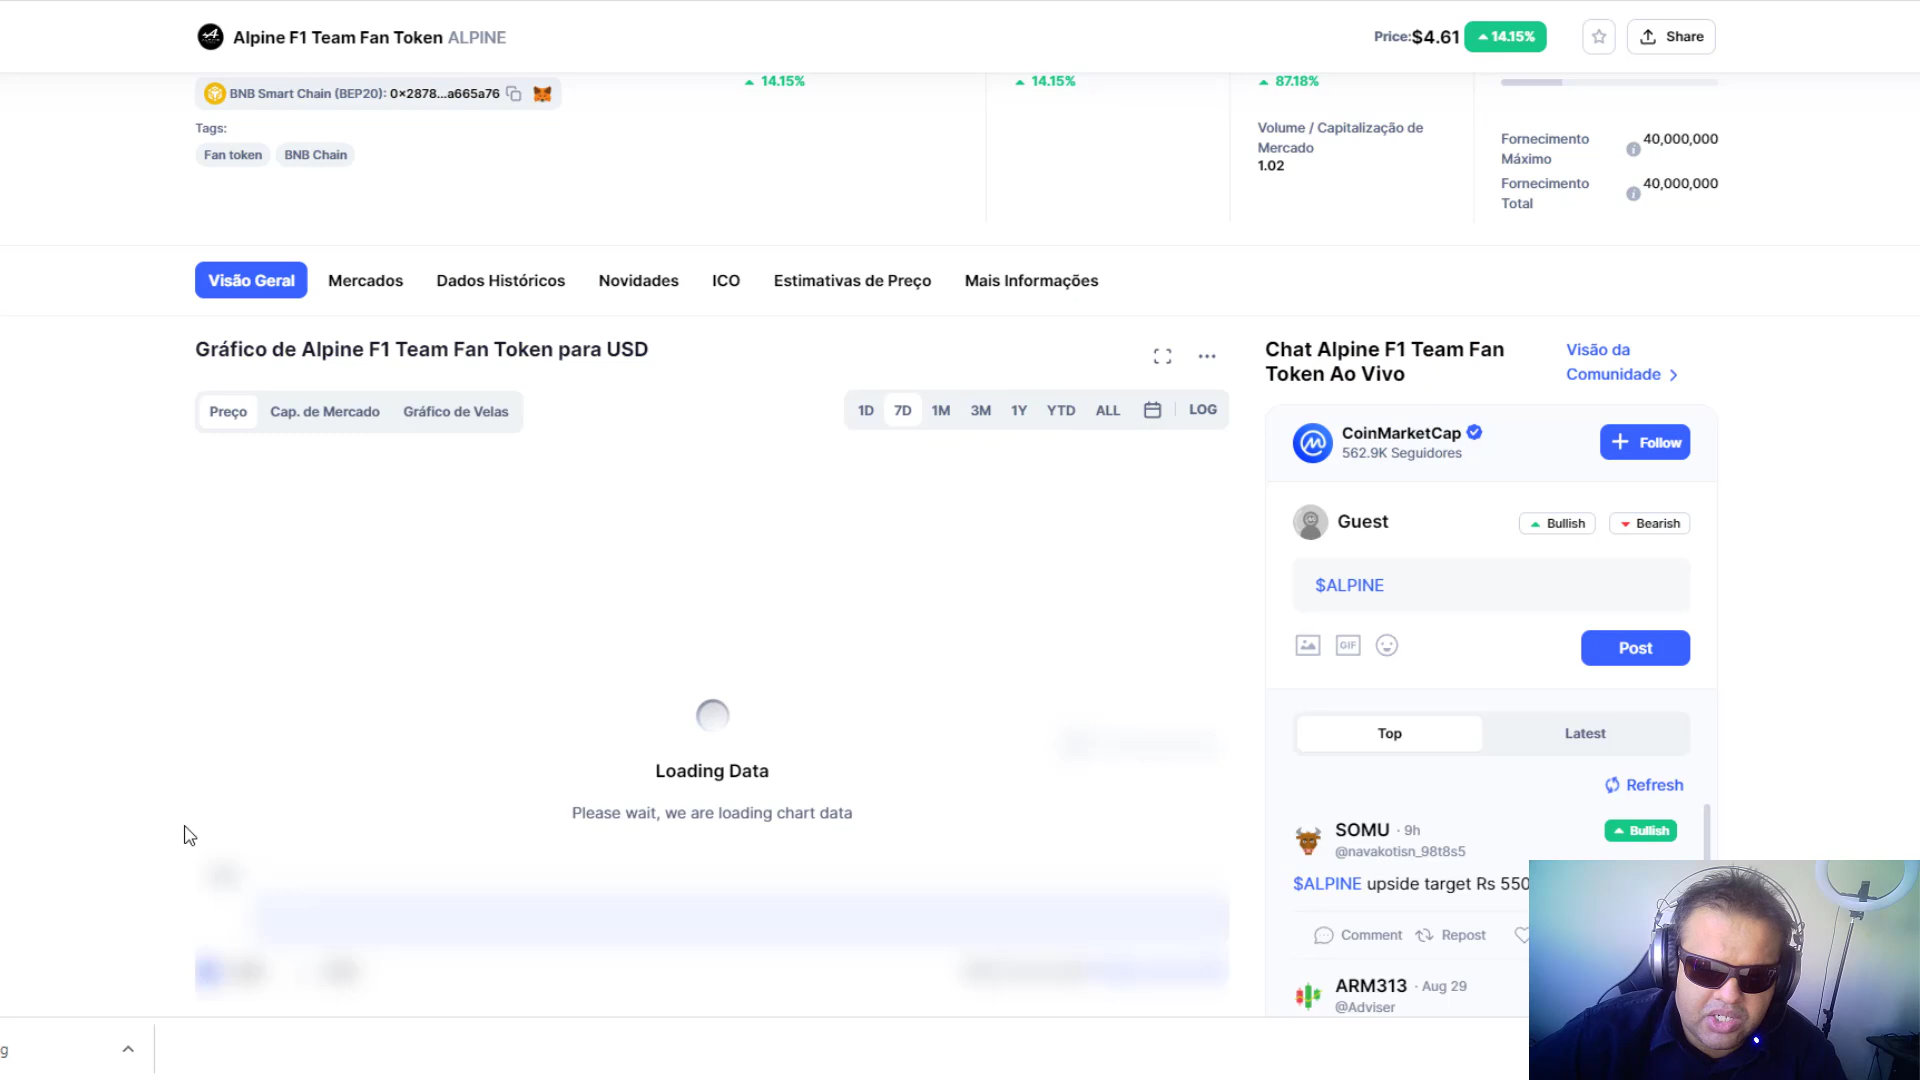 Alpine F1 Team Fan Token ALPINE
Price:$4.61 14.15%
Share
BNB Smart Chain (BEP20): 0x2878...a665a76
Tags:
Fan token BNB Chain
14.15%
14.15%
87.18%
Volume / Capitalização de
Mercado
1.02
Fornecimento
Máximo
40,000,000
Fornecimento
Total
40,000,000
Visão Geral Mercados Dados Históricos Novidades ICO Estimativas de Preço Mais Informações
Gráfico de Alpine F1 Team Fan Token para USD
Preço Cap. de Mercado Gráfico de Velas
1D 7D 1M 3M 1Y YTD ALL LOG
Loading Data
Please wait, we are loading chart data
Chat Alpine F1 Team Fan
Token Ao Vivo
Visão da
Comunidade
CoinMarketCap
562.9K Seguidores
Follow
Guest
Bullish Bearish
$ALPINE
GIF
Post
Top Latest
Refresh
SOMU · 9h
@navakotisn_98t8s5
Bullish
$ALPINE upside target Rs 550
Comment Repost
ARM313 · Aug 29
@Adviser
g